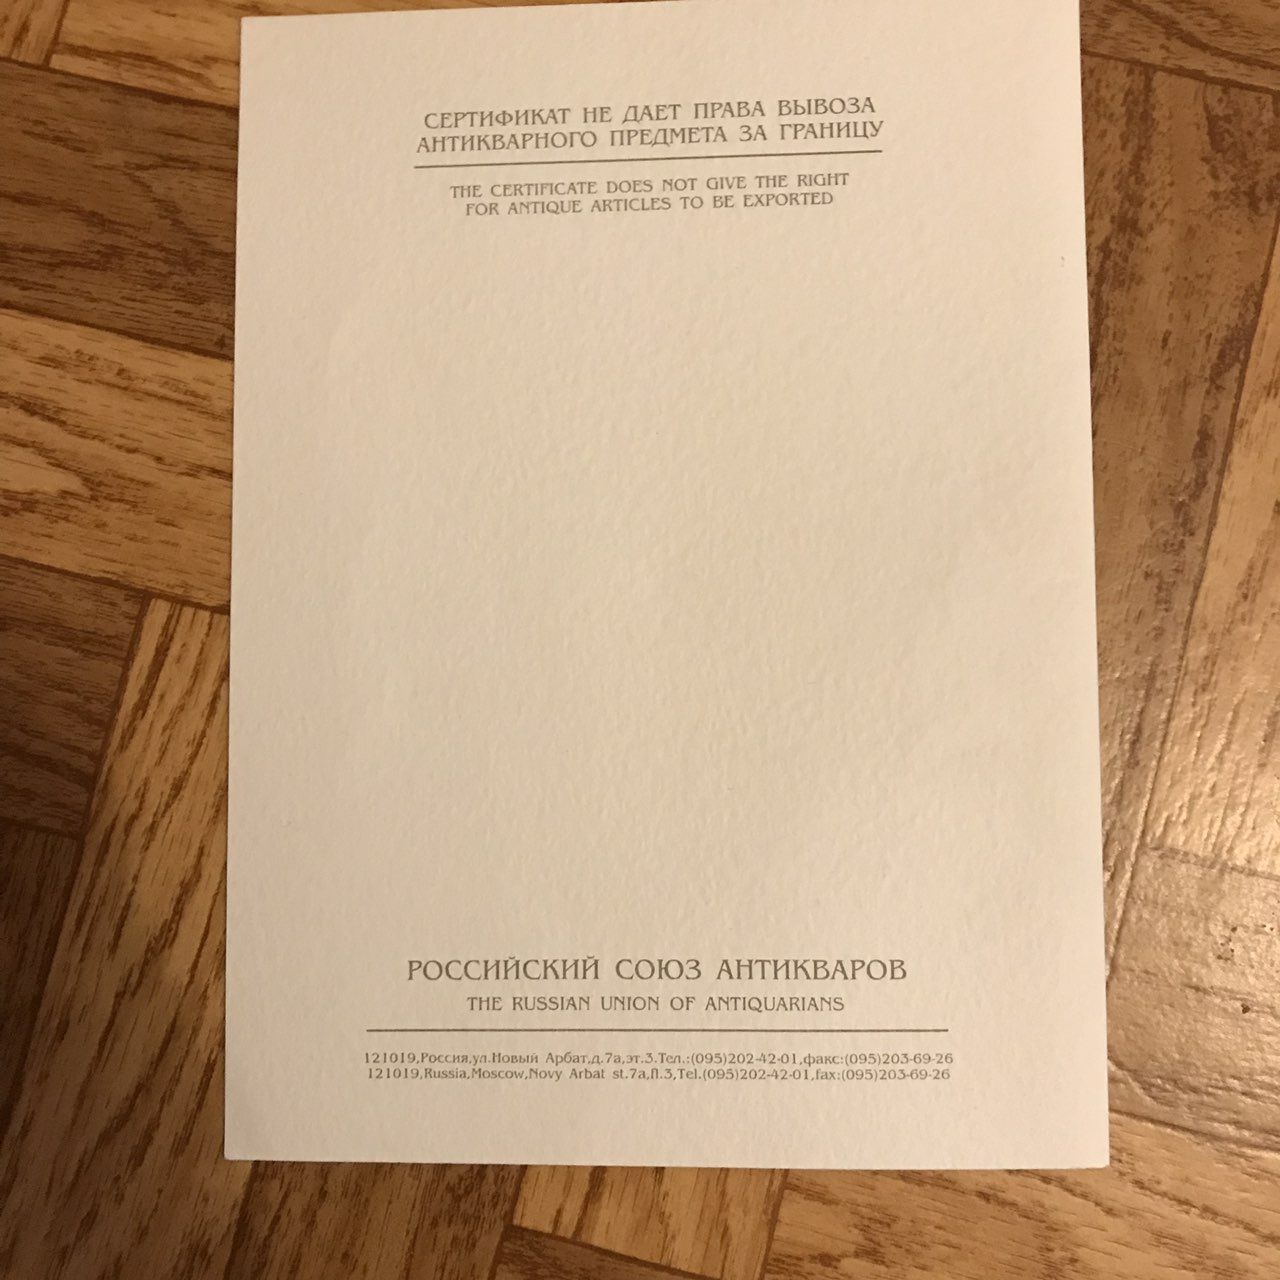 СЕРТИФИКАТ НЕ ДАЕТ ПРАВА ВЫВОЗА
АНТИКВАРНОГО ПРЕДМЕТА ЗА ГРАНИЦУ
THE CERTIFICATE DOES NOT GIVE THE RIGHT
FOR ANTIQUE ARTICLES TO BE EXPORTED
РОССИЙСКИЙ СОЮЗ АНТИКВАРОВ
THE RUSSIAN UNION OF ANTIQUARIANS
121019,Россия,ул.Новый Арбат,д.7а,эт.3.Тел.:(095)202-42-01,факс:(095)203-69-26
121019,Russia,Moscow,Novy Arbat st.7a,fl.3,Tel.(095)202-42-01,fax:(095)203-69-26